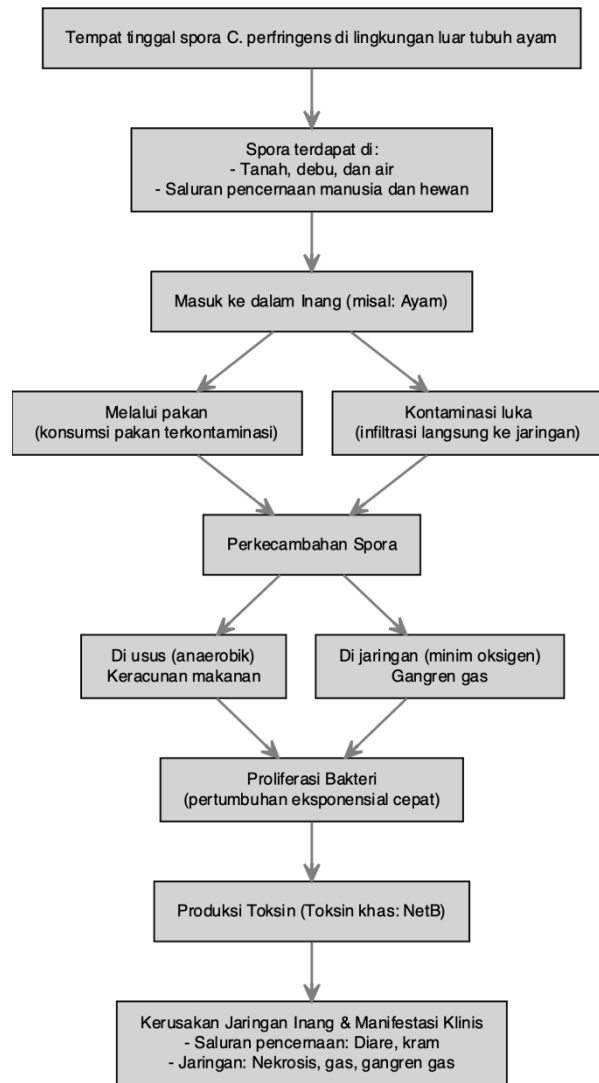 Tempat tinggal spora C. perfringens di lingkungan luar tubuh ayam
Spora terdapat di:
- Tanah, debu, dan air
- Saluran pencernaan manusia dan hewan
Masuk ke dalam Inang (misal: Ayam)
Melalui pakan
(konsumsi pakan terkontaminasi)
Kontaminasi luka
(infiltrasi langsung ke jaringan)
Perkecambahan Spora
Di usus (anaerobik)
Keracunan makanan
Di jaringan (minim oksigen)
Gangren gas
Proliferasi Bakteri
(pertumbuhan eksponensial cepat)
Produksi Toksin (Toksin khas: NetB)
Kerusakan Jaringan Inang & Manifestasi Klinis
- Saluran pencernaan: Diare, kram
- Jaringan: Nekrosis, gas, gangren gas